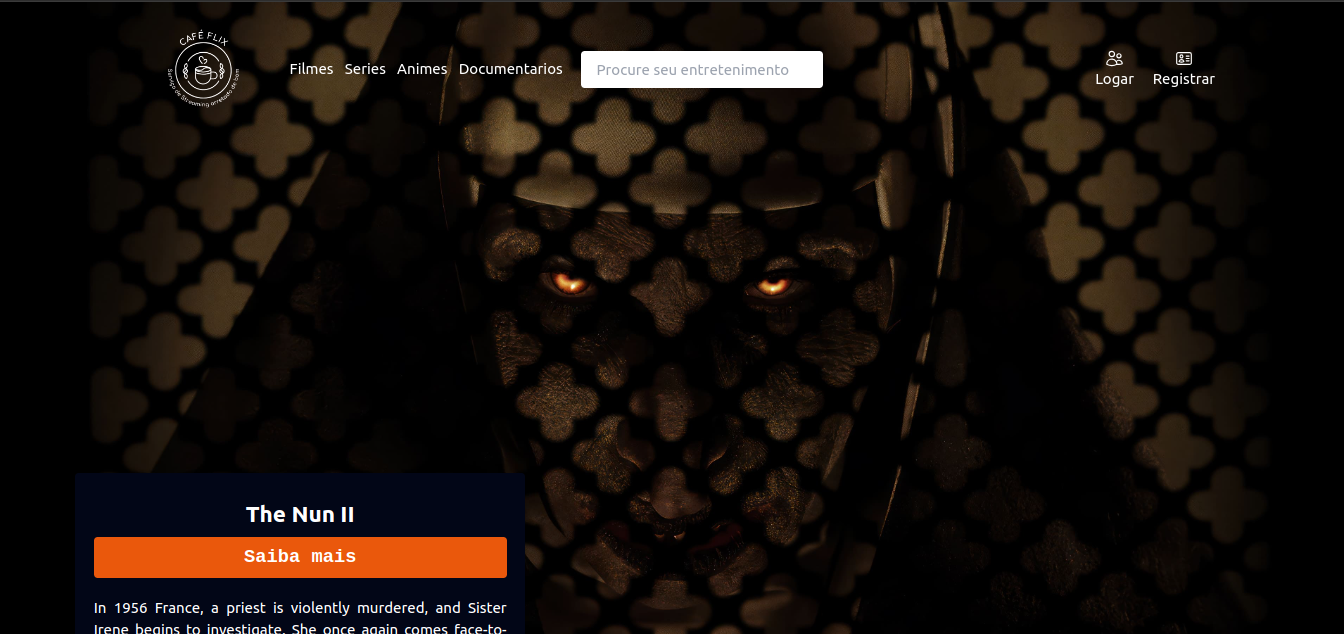 CAFÉ FLIX
Serviço de Streaming arretado de bom
Filmes Series Animes Documentarios
Procure seu entretenimento
Logar
Registrar
The Nun II
Saiba mais
In 1956 France, a priest is violently murdered, and Sister
Irene begins to investigate. She once again comes face-to-